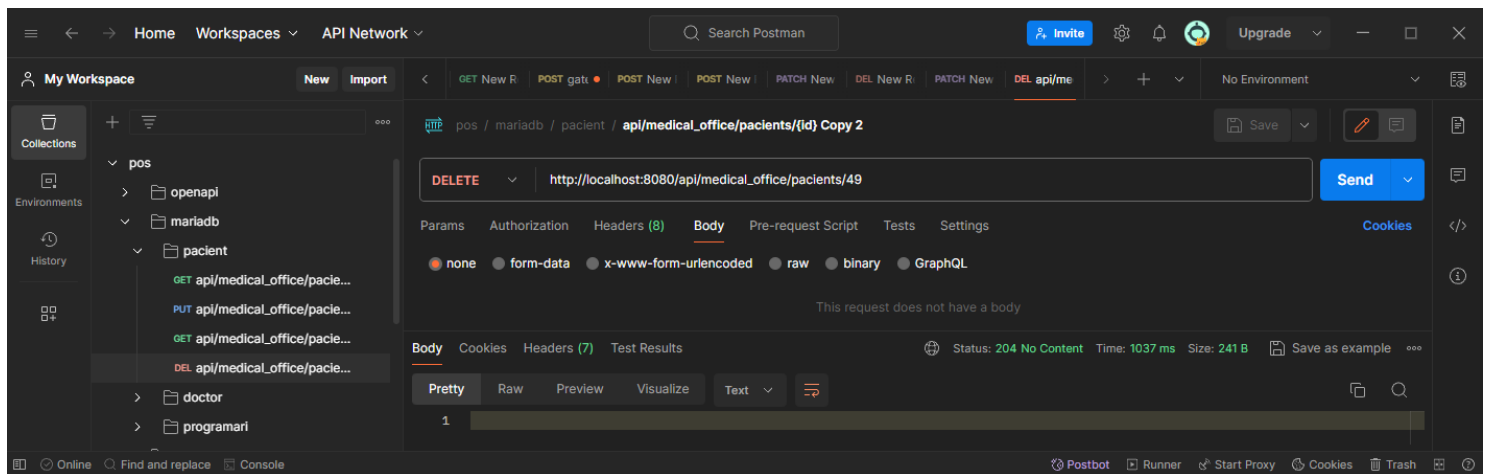 Home Workspaces API Network Search Postman Invite Upgrade
My Workspace New Import GET New R POST gate POST New POST New PATCH New DEL New R PATCH New DEL api/me No Environment
Collections
Environments
History
pos
openapi
mariadb
pacient
GET api/medical_office/pacie...
PUT api/medical_office/pacie...
GET api/medical_office/pacie...
DEL api/medical_office/pacie...
doctor
programari
HTTP pos / mariadb / pacient / api/medical_office/pacients/{id} Copy 2 Save
DELETE http://localhost:8080/api/medical_office/pacients/49 Send
Params Authorization Headers (8) Body Pre-request Script Tests Settings Cookies
none form-data x-www-form-urlencoded raw binary GraphQL
This request does not have a body
Body Cookies Headers (7) Test Results Status: 204 No Content Time: 1037 ms Size: 241 B Save as example
Pretty Raw Preview Visualize Text
1
Online Find and replace Console Postbot Runner Start Proxy Cookies Trash